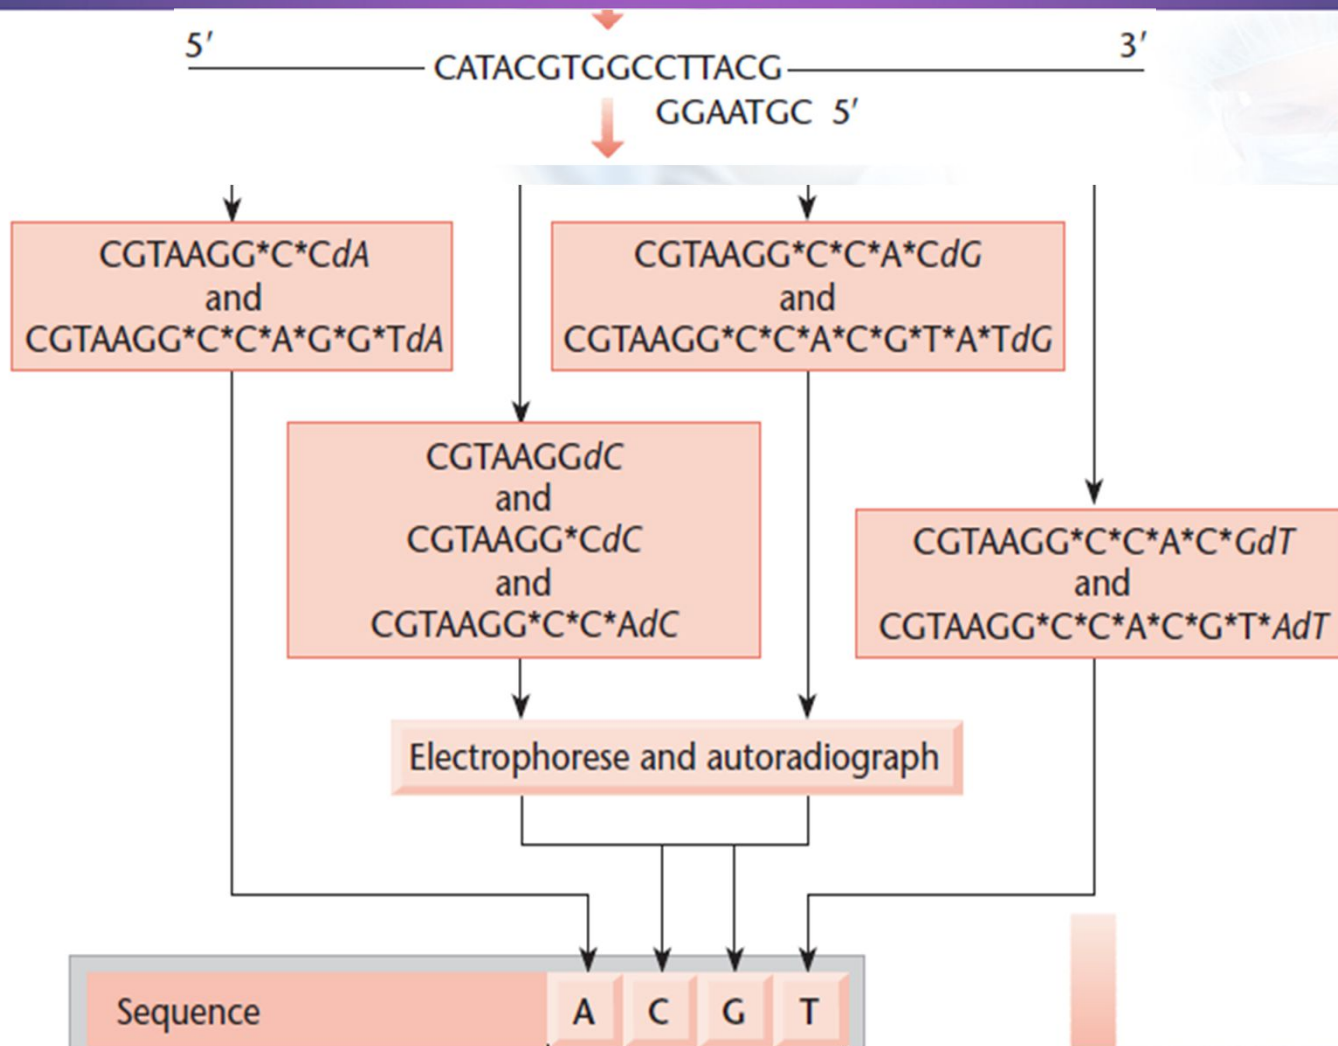 5′ CATACGTGGCCTTACG 3′
GGAATGC 5′
CGTAAGG*C*CdA
and
CGTAAGG*C*C*A*G*G*TdA
CGTAAGG*C*C*A*CdG
and
CGTAAGG*C*C*A*C*G*T*A*TdG
CGTAAGGdC
and
CGTAAGG*CdC
and
CGTAAGG*C*C*AdC
CGTAAGG*C*C*A*C*GdT
and
CGTAAGG*C*C*A*C*G*T*AdT
Electrophorese and autoradiograph
Sequence A C G T